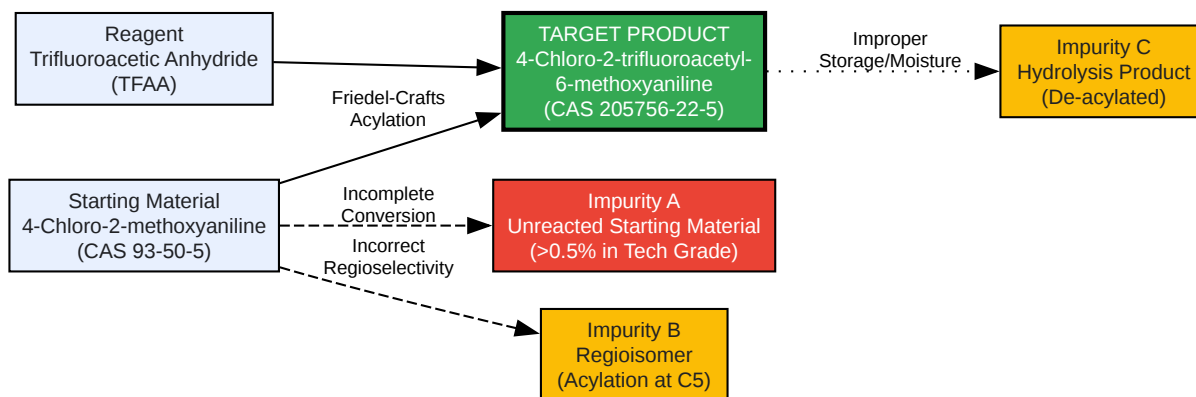 Reagent
Trifluoroacetic Anhydride
(TFAA)
TARGET PRODUCT
4-Chloro-2-trifluoroacetyl-
6-methoxyaniline
(CAS 205756-22-5)
Improper
Storage/Moisture
Impurity C
Hydrolysis Product
(De-acylated)
Friedel-Crafts
Acylation
Starting Material
4-Chloro-2-methoxyaniline
(CAS 93-50-5)
Incomplete
Conversion
Impurity A
Unreacted Starting Material
(>0.5% in Tech Grade)
Incorrect
Regioselectivity
Impurity B
Regioisomer
(Acylation at C5)